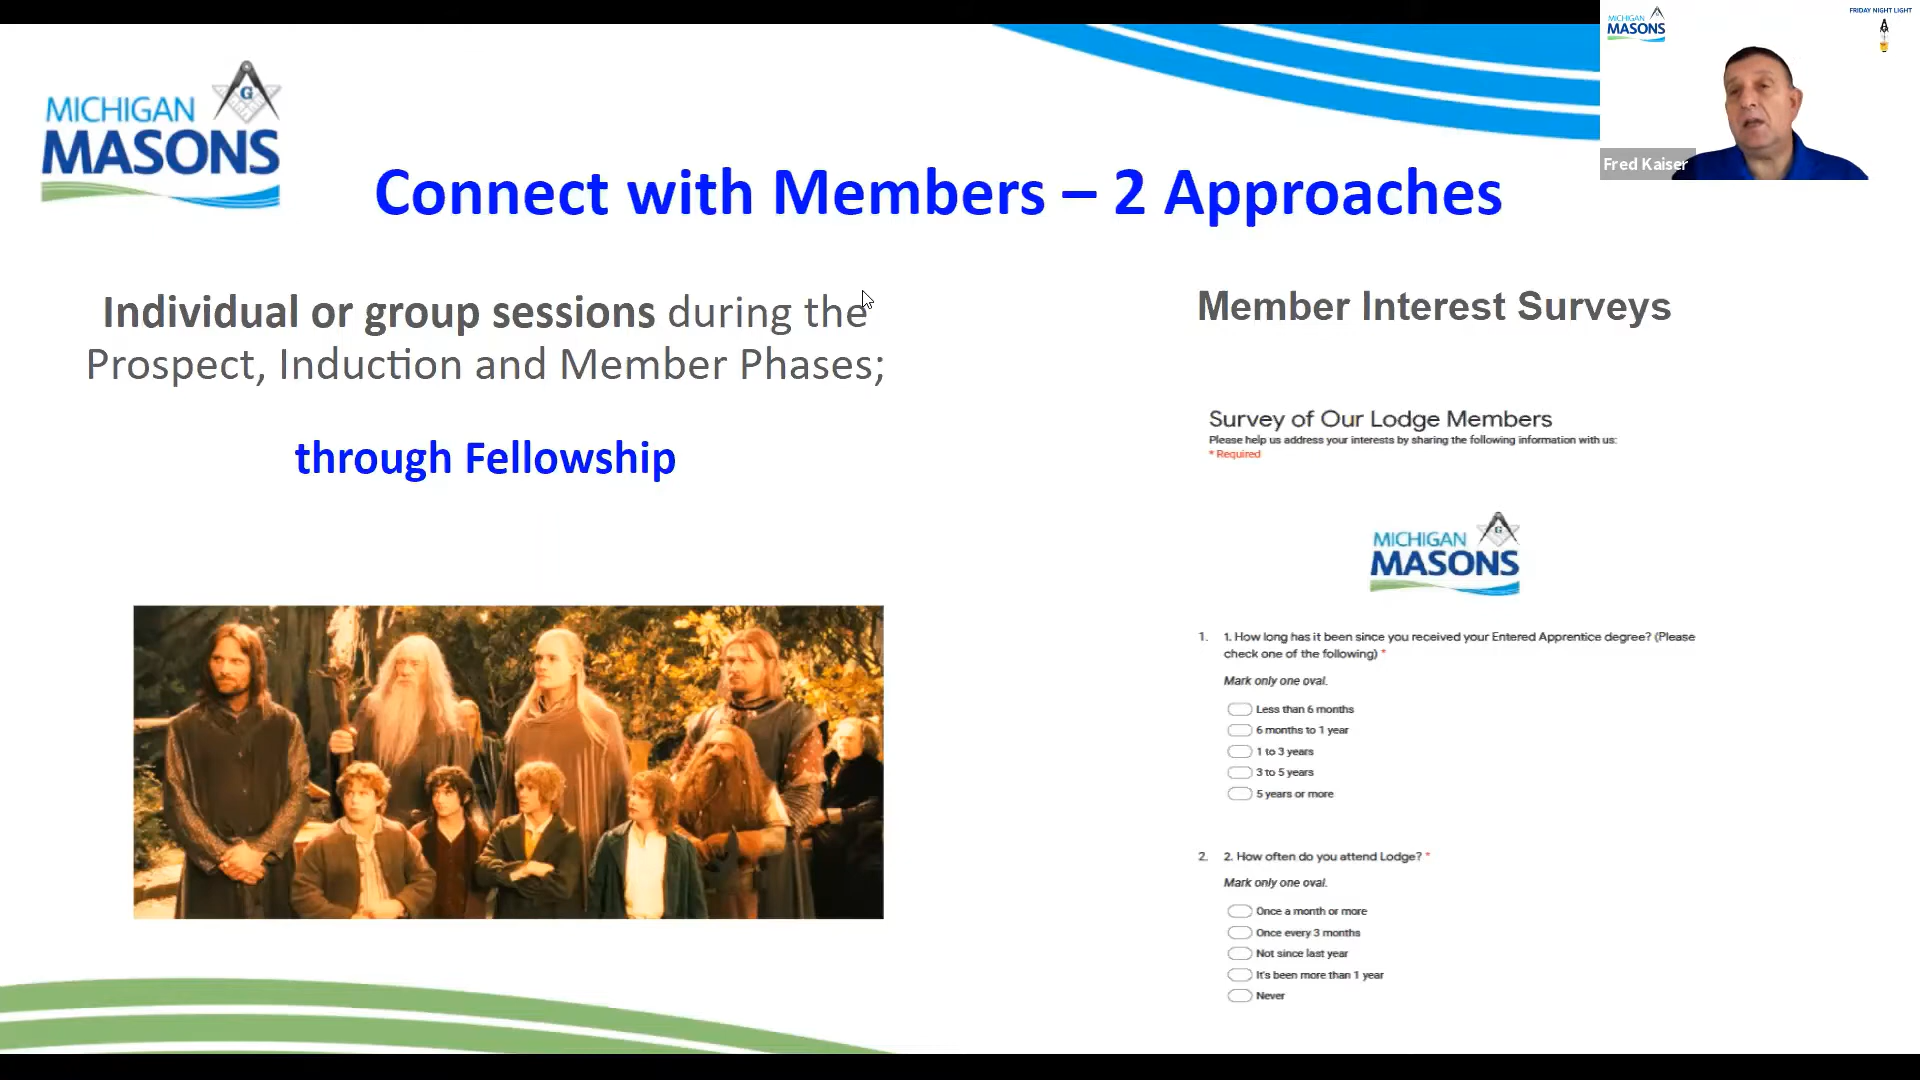 MICHIGAN
MASONS
G
Connect with Members – 2 Approaches
MICHIGAN
MASONS
FRIDAY NIGHT LIGHT
Fred Kaiser
Individual or group sessions during the
Prospect, Induction and Member Phases;
through Fellowship
Member Interest Surveys
Survey of Our Lodge Members
Please help us address your interests by sharing the following information with us:
* Required
MICHIGAN
MASONS
G
1. 1. How long has it been since you received your Entered Apprentice degree? (Please
check one of the following) *
Mark only one oval.
Less than 6 months
6 months to 1 year
1 to 3 years
3 to 5 years
5 years or more
2. 2. How often do you attend Lodge? *
Mark only one oval.
Once a month or more
Once every 3 months
Not since last year
It's been more than 1 year
Never